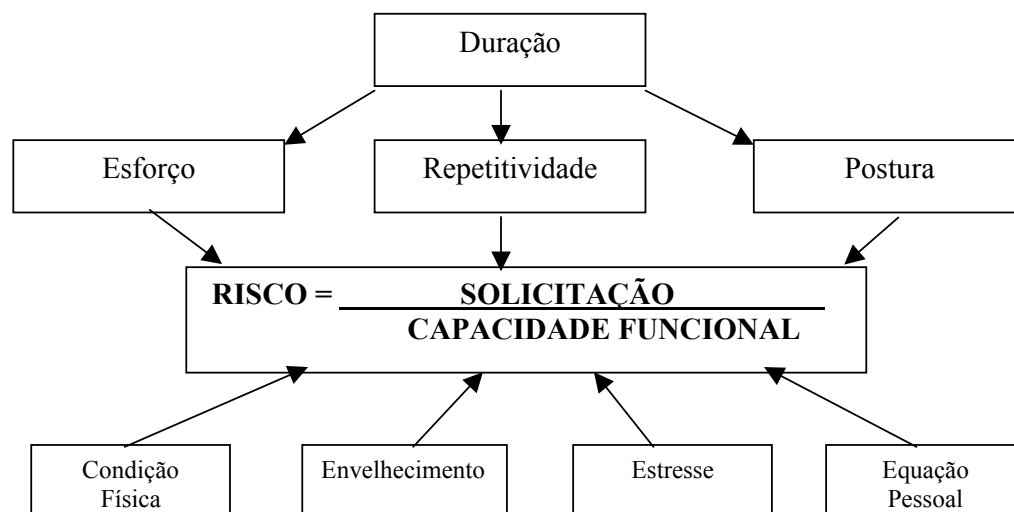 Duração
Esforço
Repetitividade
Postura
RISCO = SOLICITAÇÃO
CAPACIDADE FUNCIONAL
Condição
Física
Envelhecimento
Estresse
Equação
Pessoal